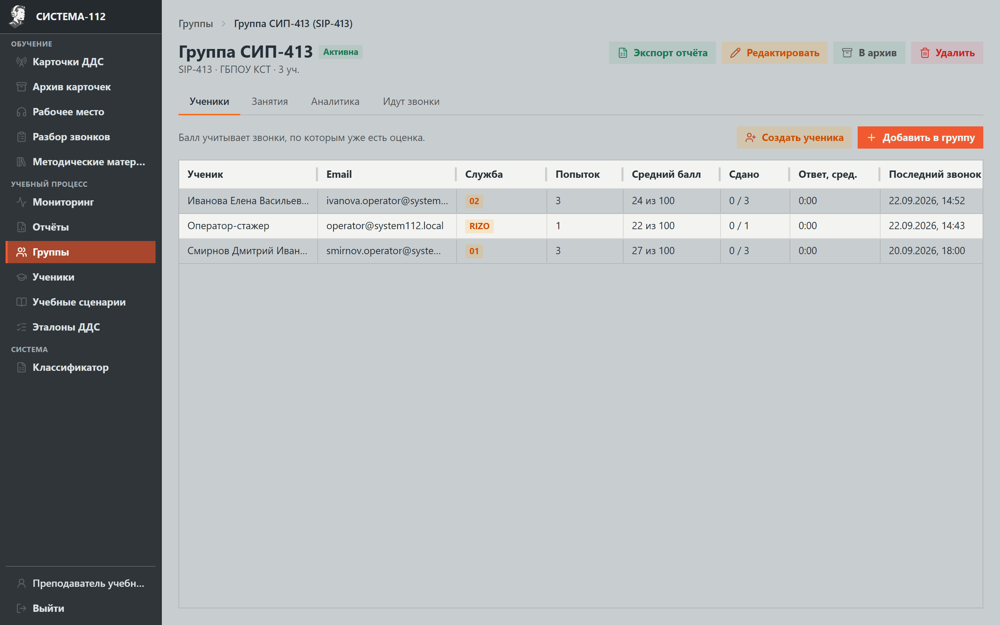 СИСТЕМА-112
ОБУЧЕНИЕ
Карточки ДДС
Архив карточек
Рабочее место
Разбор звонков
Методические матер...
УЧЕБНЫЙ ПРОЦЕСС
Мониторинг
Отчёты
Группы
Ученики
Учебные сценарии
Эталоны ДДС
СИСТЕМА
Классификатор
Преподаватель учебн...
Выйти
Группы > Группа СИП-413 (SIP-413)
Группа СИП-413 Активна
SIP-413 · ГБПОУ КСТ · 3 уч.
Экспорт отчёта Редактировать В архив Удалить
Ученики Занятия Аналитика Идут звонки
Балл учитывает звонки, по которым уже есть оценка.
Создать ученика + Добавить в группу
Ученик Email Служба Попыток Средний балл Сдано Ответ, сред. Последний звонок
Иванова Елена Васильев... ivanova.operator@system... 02 3 24 из 100 0 / 3 0:00 22.09.2026, 14:52
Оператор-стажер operator@system112.local RIZO 1 22 из 100 0 / 1 0:00 22.09.2026, 14:43
Смирнов Дмитрий Иван... smirnov.operator@syste... 01 3 27 из 100 0 / 3 0:00 20.09.2026, 18:00